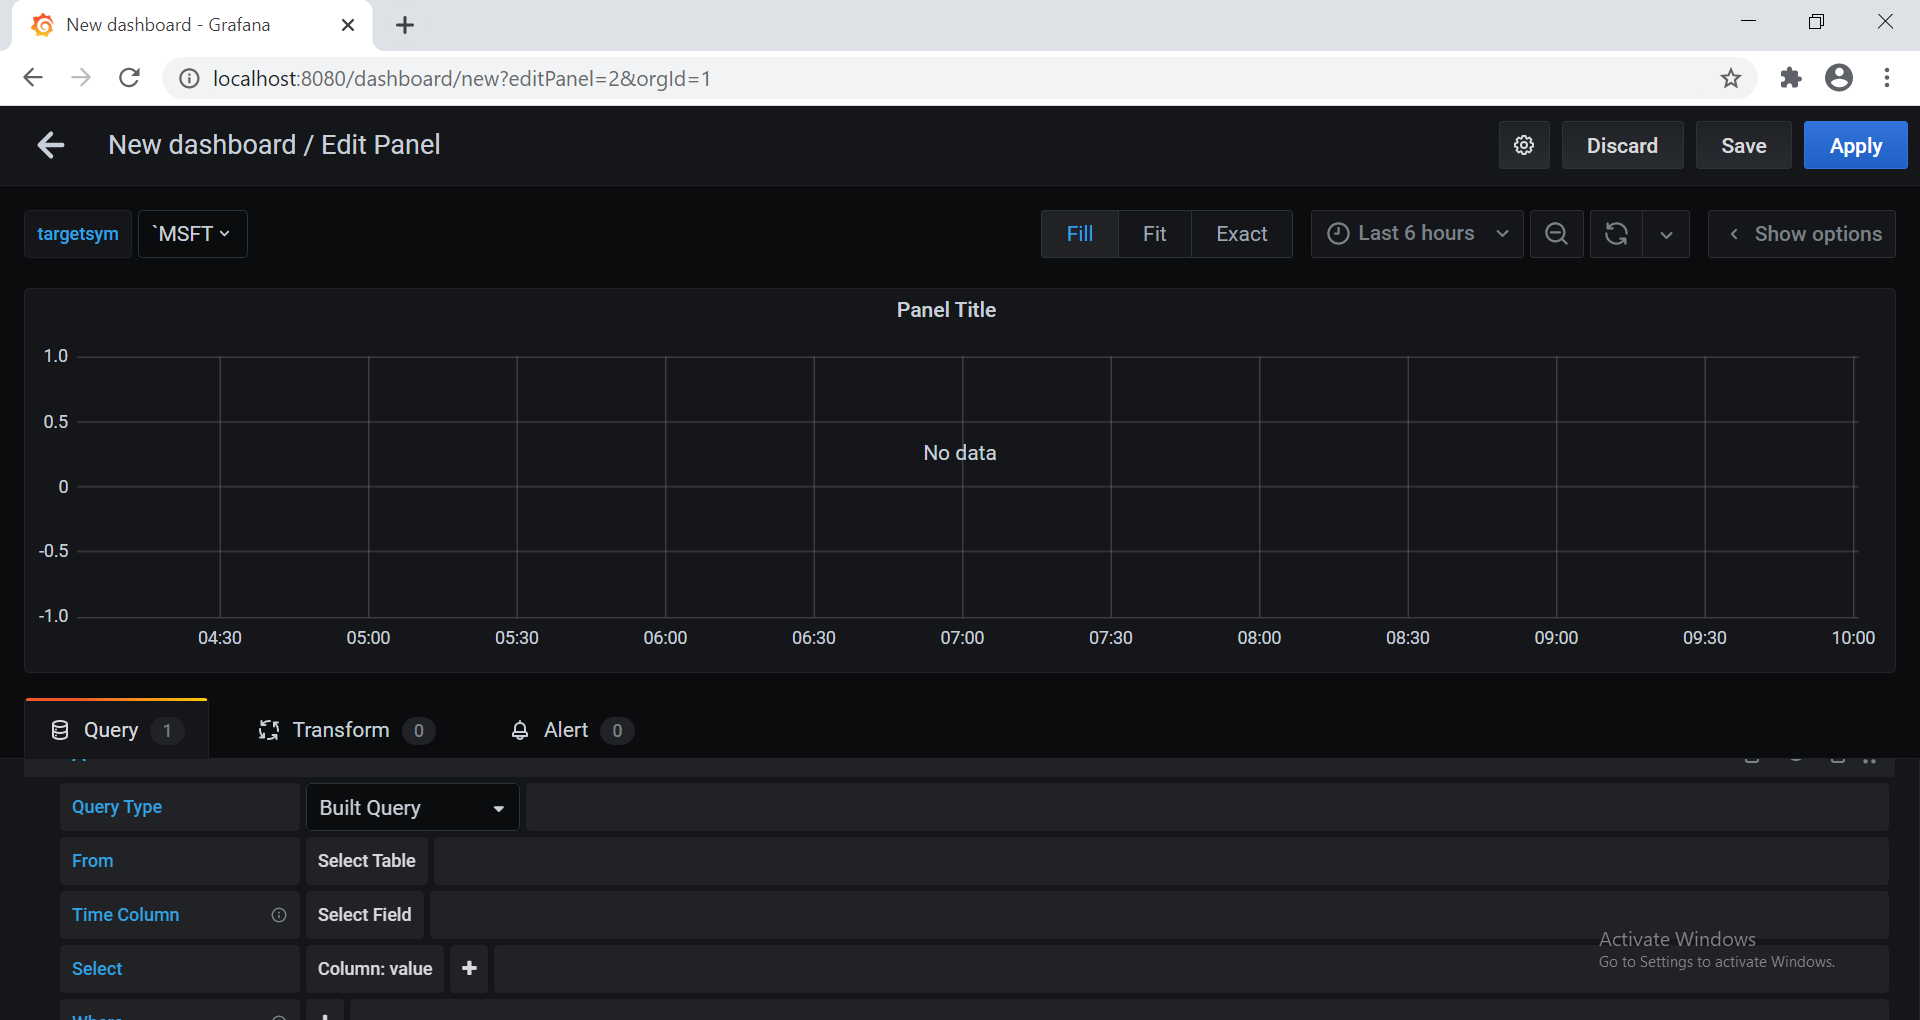 New dashboard - Grafana
localhost:8080/dashboard/new?editPanel=2&orgId=1
New dashboard / Edit Panel
Discard
Save
Apply
targetsym
`MSFT
Fill
Fit
Exact
Last 6 hours
Show options
Panel Title
1.0
0.5
0
-0.5
-1.0
No data
04:30 05:00 05:30 06:00 06:30 07:00 07:30 08:00 08:30 09:00 09:30 10:00
Query 1
Transform 0
Alert 0
Query Type
Built Query
From
Select Table
Time Column
Select Field
Select
Column: value
Activate Windows
Go to Settings to activate Windows.